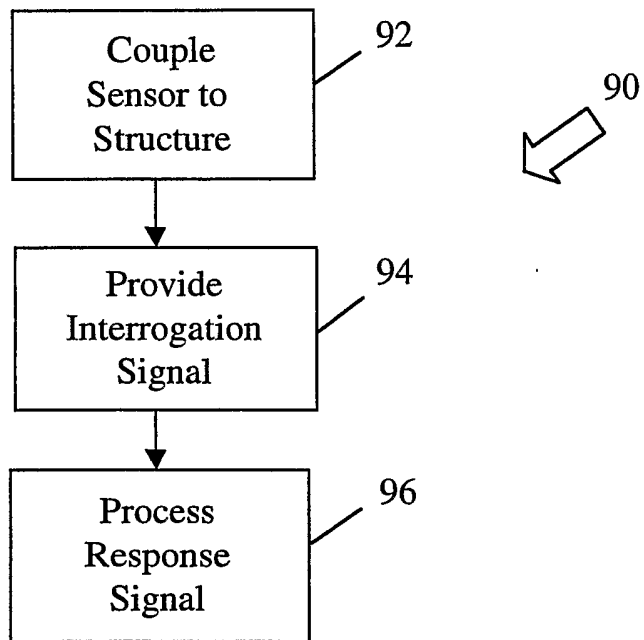 Couple
Sensor to
Structure
92
90
Provide
Interrogation
Signal
94
Process
Response
Signal
96